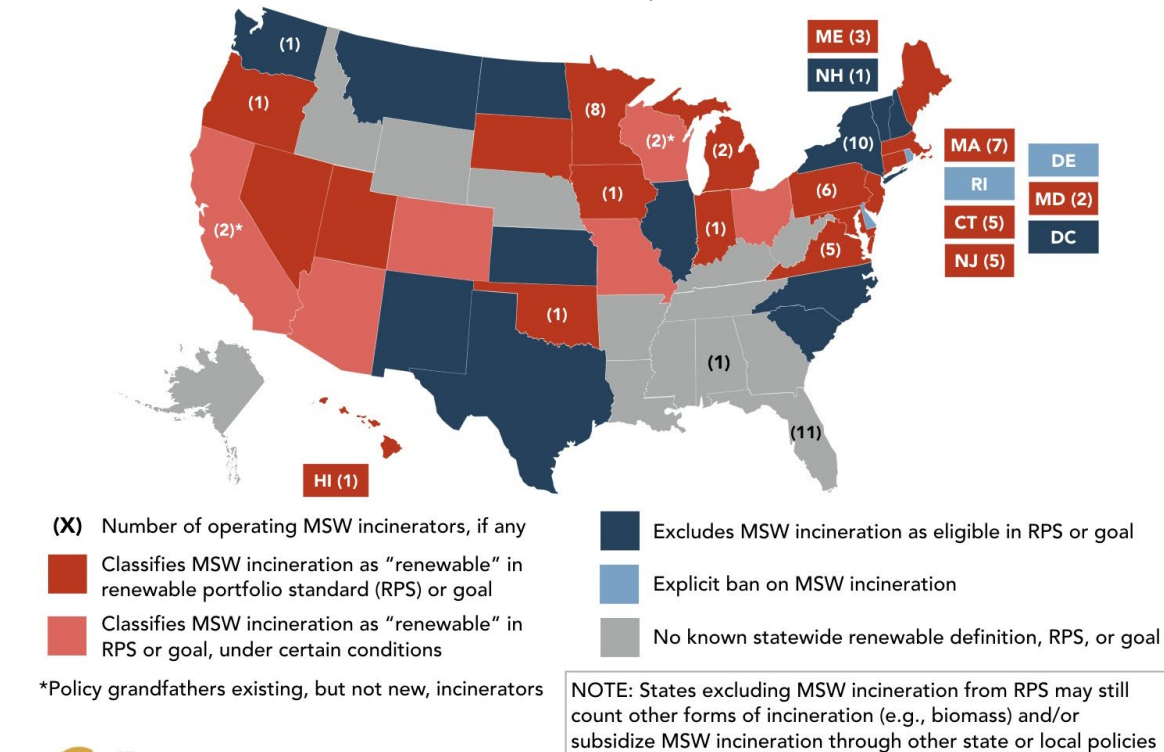 ME (3)
NH (1)
(1)
(1)
(8)
(2)*
(2)
(10)
MA (7)
DE
RI
MD (2)
CT (5)
DC
NJ (5)
(1)
(6)
(2)*
(1)
(5)
(1)
(1)
(11)
HI (1)
(X) Number of operating MSW incinerators, if any
Classifies MSW incineration as “renewable” in
renewable portfolio standard (RPS) or goal
Classifies MSW incineration as “renewable” in
RPS or goal, under certain conditions
*Policy grandfathers existing, but not new, incinerators
Excludes MSW incineration as eligible in RPS or goal
Explicit ban on MSW incineration
No known statewide renewable definition, RPS, or goal
NOTE: States excluding MSW incineration from RPS may still
count other forms of incineration (e.g., biomass) and/or
subsidize MSW incineration through other state or local policies